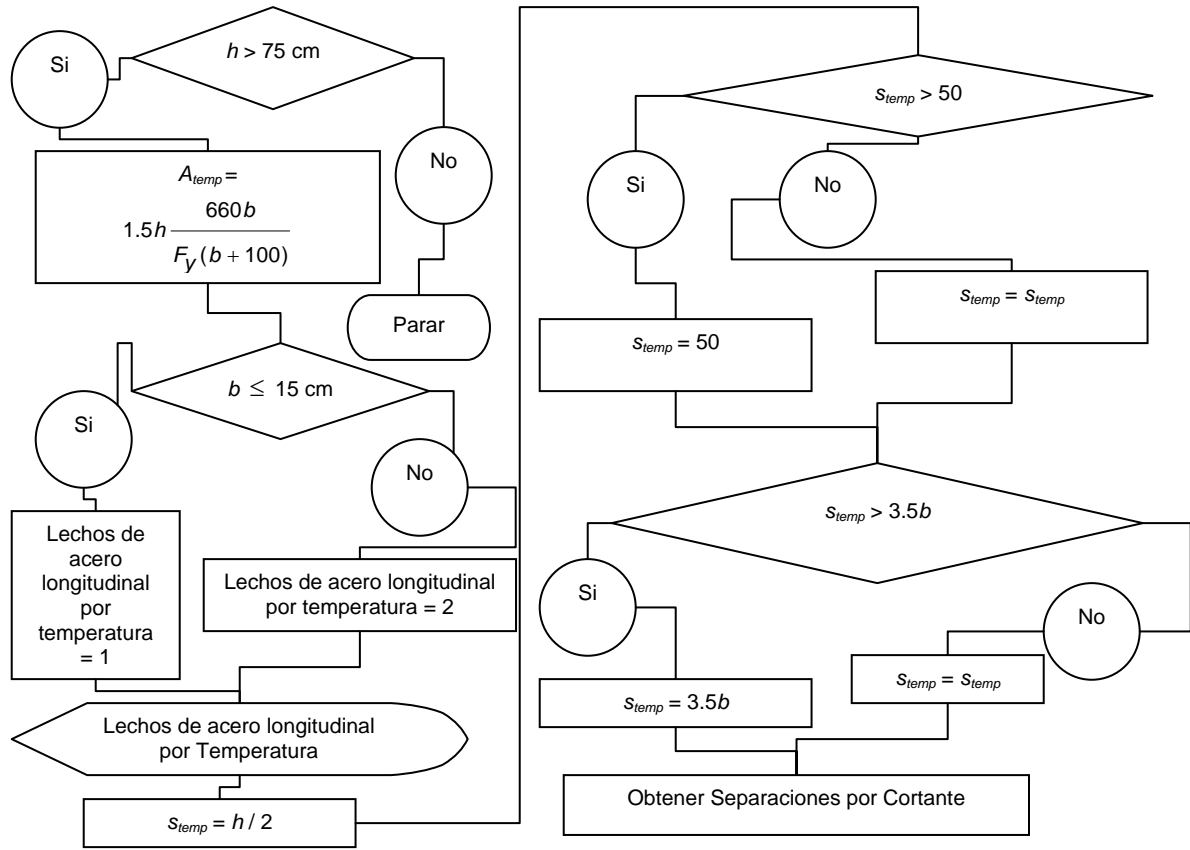 h > 75 cm
Si
No
A_temp =
1.5h 660b / F_y (b + 100)
Parar
b ≤ 15 cm
Si
No
Lechos de
acero
longitudinal
por
temperatura
= 1
Lechos de acero longitudinal
por temperatura = 2
Lechos de acero longitudinal
por Temperatura
s_temp = h / 2
s_temp > 50
Si
No
s_temp = s_temp
s_temp = 50
s_temp > 3.5b
Si
No
s_temp = s_temp
s_temp = 3.5b
Obtener Separaciones por Cortante